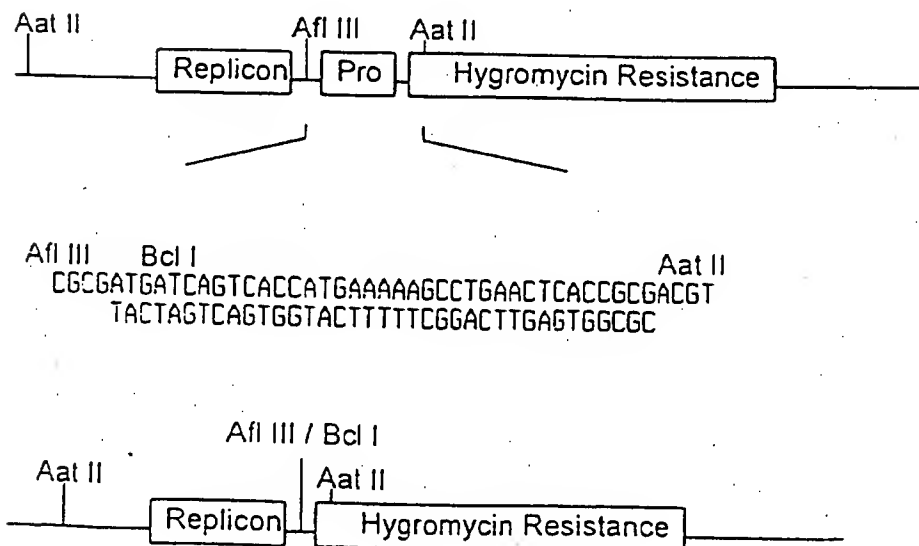 Aat II Afl III Aat II
Replicon Pro Hygromycin Resistance
Afl III Bcl I Aat II
CGCGATGATCAGTCACCATGAAAAAGCCTGAACTCACCGCGACGT
TACTAGTCAGTGGTACTTTTTCGGACTTGAGTGGCGC
Afl III / Bcl I
Aat II Aat II
Replicon Hygromycin Resistance